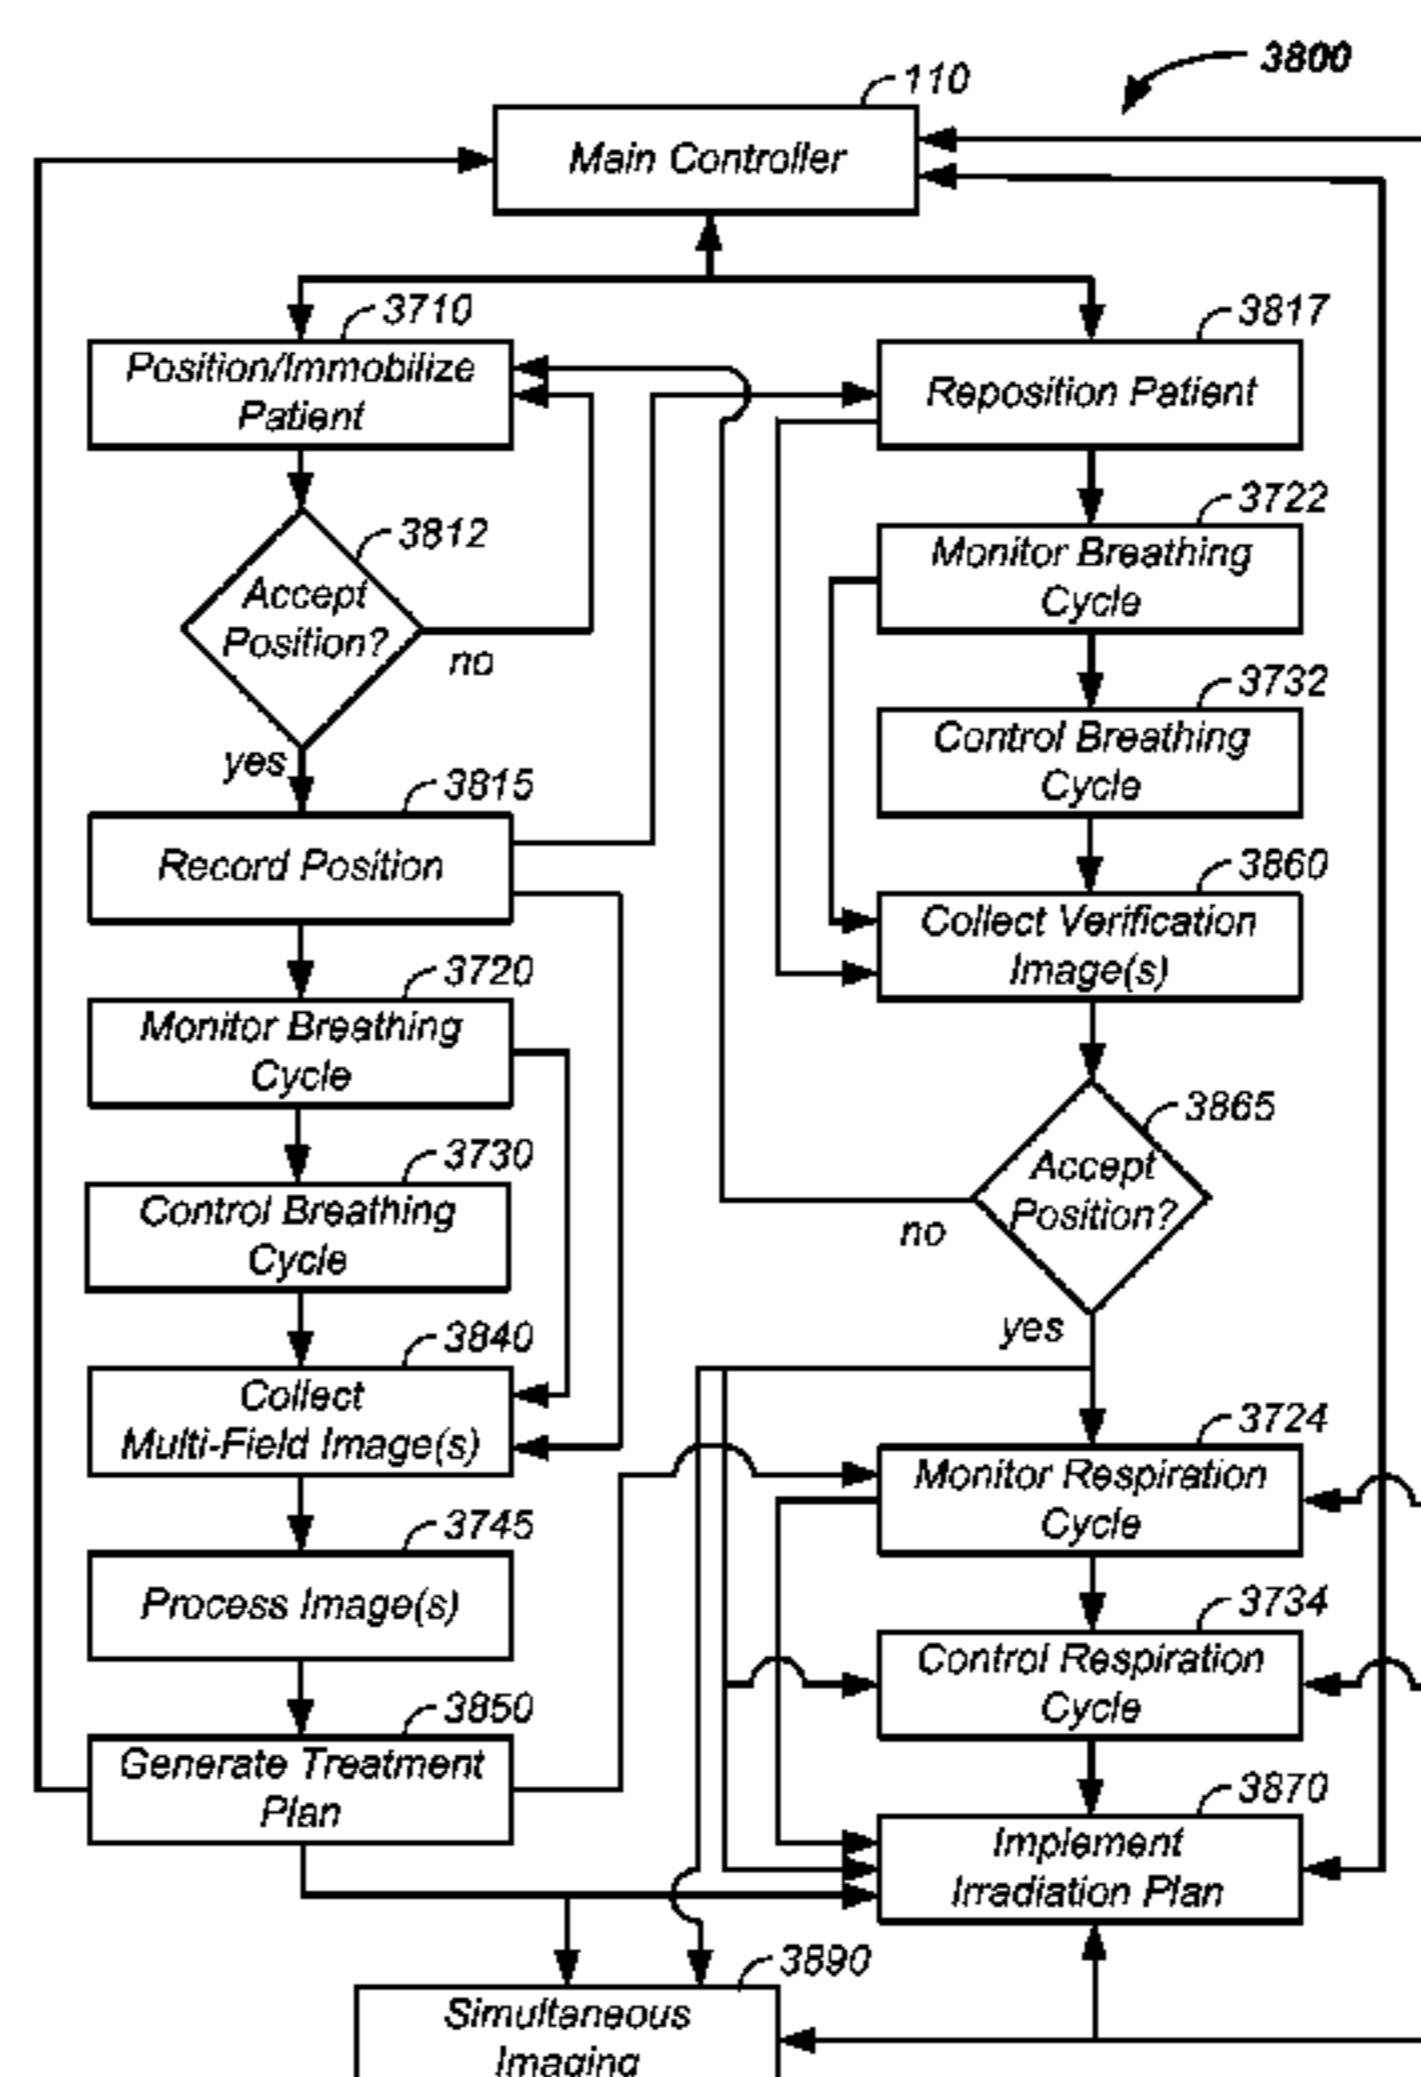 3800
110
Main Controller
3710
Position/Immobilize
Patient
3812
Accept
Position?
no
yes
3815
Record Position
3720
Monitor Breathing
Cycle
3730
Control Breathing
Cycle
3840
Collect
Multi-Field Image(s)
3745
Process Image(s)
3850
Generate Treatment
Plan
3817
Reposition Patient
3722
Monitor Breathing
Cycle
3732
Control Breathing
Cycle
3860
Collect Verification
Image(s)
3865
Accept
Position?
no
yes
3724
Monitor Respiration
Cycle
3734
Control Respiration
Cycle
3870
Implement
Irradiation Plan
3890
Simultaneous
Imaging